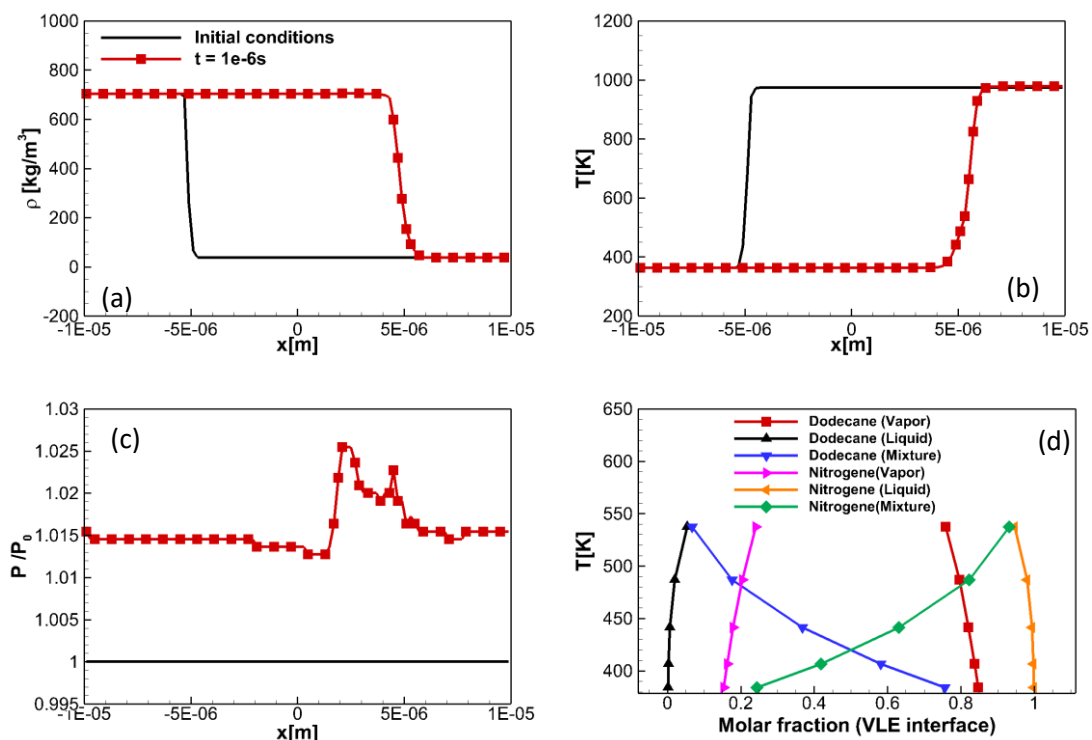 1000
800
600
400
200
0
-200
ρ [kg/m³]
Initial conditions
t = 1e-6s
(a)
-1E-05 -5E-06 0 5E-06 1E-05
x[m]
1200
1000
800
600
400
200
T[K]
(b)
-1E-05 -5E-06 0 5E-06 1E-05
x[m]
1.03
1.025
1.02
1.015
1.01
1.005
1
0.995
P /P₀
(c)
-1E-05 -5E-06 0 5E-06 1E-05
x[m]
650
600
550
500
450
400
T[K]
Dodecane (Vapor)
Dodecane (Liquid)
Dodecane (Mixture)
Nitrogene(Vapor)
Nitrogene (Liquid)
Nitrogene(Mixture)
(d)
0 0.2 0.4 0.6 0.8 1
Molar fraction (VLE interface)